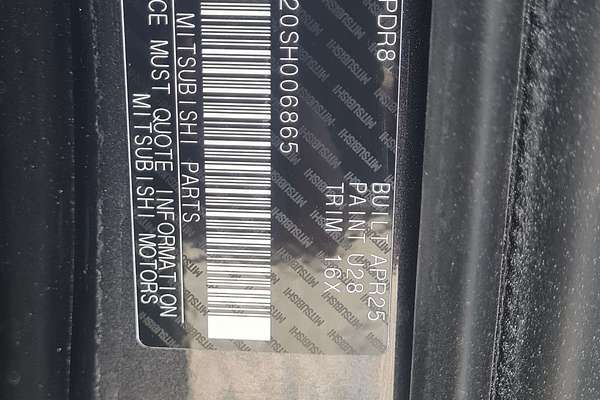 PDR8
BUILT APR25
PAINT U28
TRIM 16X
20SH006865
MITSUBISHI PARTS
CE MUST QUOTE INFORMATION
MITSUBISHI MOTORS